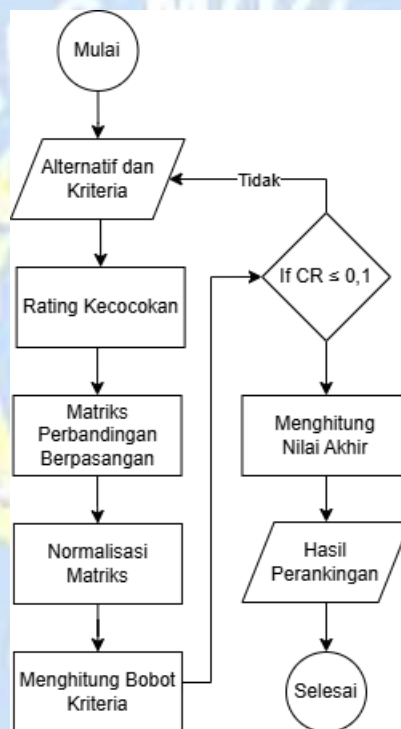 Mulai
Alternatif dan
Kriteria
Rating Kecocokan
Matriks
Perbandingan
Berpasangan
Normalisasi
Matriks
Menghitung Bobot
Kriteria
Tidak
If CR ≤ 0,1
Menghitung
Nilai Akhir
Hasil
Perankingan
Selesai